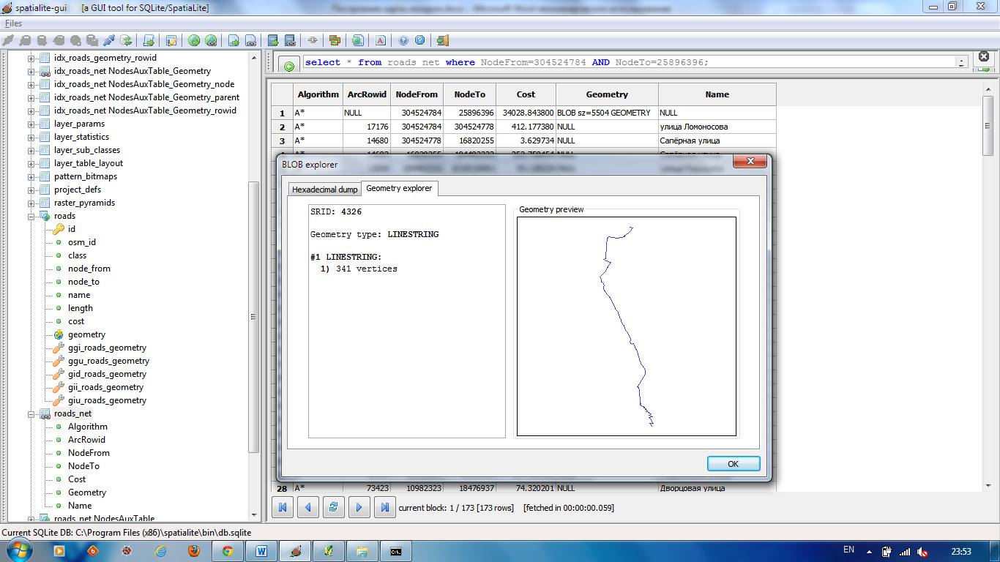 spatialite-gui [a GUI tool for SQLite/SpatiaLite]
Files
idx_roads_geometry_rowid
idx_roads_net NodesAuxTable_Geometry
idx_roads_net NodesAuxTable_Geometry_node
idx_roads_net NodesAuxTable_Geometry_parent
idx_roads_net NodesAuxTable_Geometry_rowid
layer_params
layer_statistics
layer_sub_classes
layer_table_layout
pattern_bitmaps
project_defs
raster_pyramids
roads
id
osm_id
class
node_from
node_to
name
length
cost
geometry
ggi_roads_geometry
ggu_roads_geometry
gid_roads_geometry
gii_roads_geometry
giu_roads_geometry
roads_net
Algorithm
ArcRowid
NodeFrom
NodeTo
Cost
Geometry
Name
roads_net NodesAuxTable
select * from roads_net where NodeFrom=304524784 AND NodeTo=25896396;
Algorithm ArcRowid NodeFrom NodeTo Cost Geometry Name
1 A* NULL 304524784 25896396 34028.843800 BLOB sz=5504 GEOMETRY NULL
2 A* 17176 304524784 304524778 412.177380 NULL улица Ломоносова
3 A* 14680 304524778 16820255 3.629734 NULL Сапёрная улица
BLOB explorer
Hexadecimal dump Geometry explorer
SRID: 4326
Geometry type: LINESTRING
#1 LINESTRING:
1) 341 vertices
Geometry preview
OK
28 A* 73423 10982323 18476937 74.320201 NULL Дворцовая улица
current block: 1 / 173 [173 rows] [fetched in 00:00:00.059]
Current SQLite DB: C:\Program Files (x86)\spatialite\bin\db.sqlite
EN 23:53